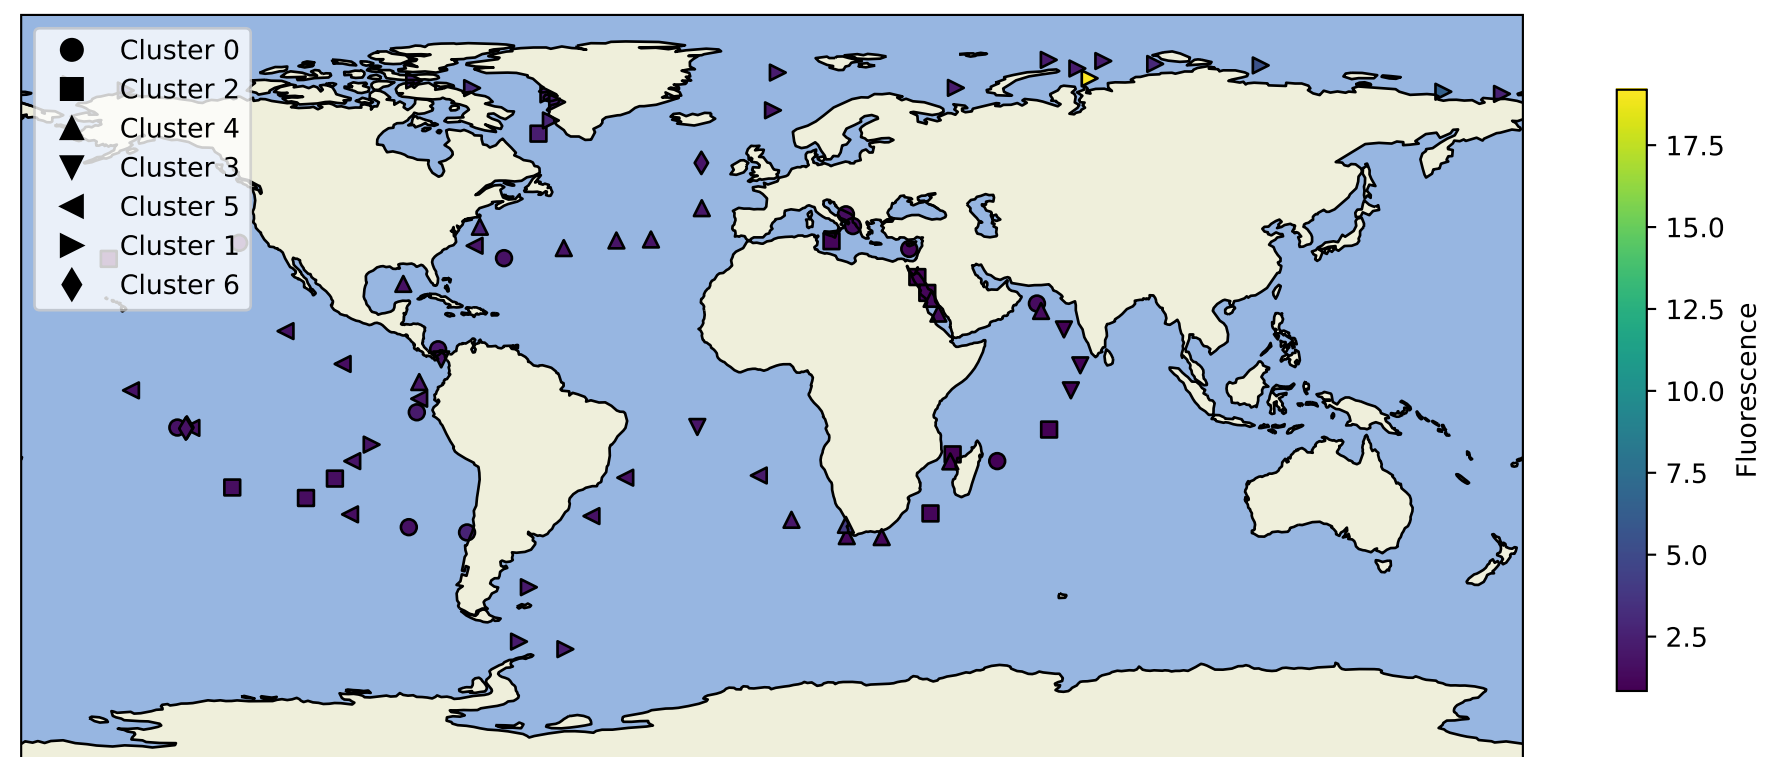 Cluster 0
Cluster 2
Cluster 4
Cluster 3
Cluster 5
Cluster 1
Cluster 6
17.5
15.0
12.5
10.0
7.5
5.0
2.5
Fluorescence